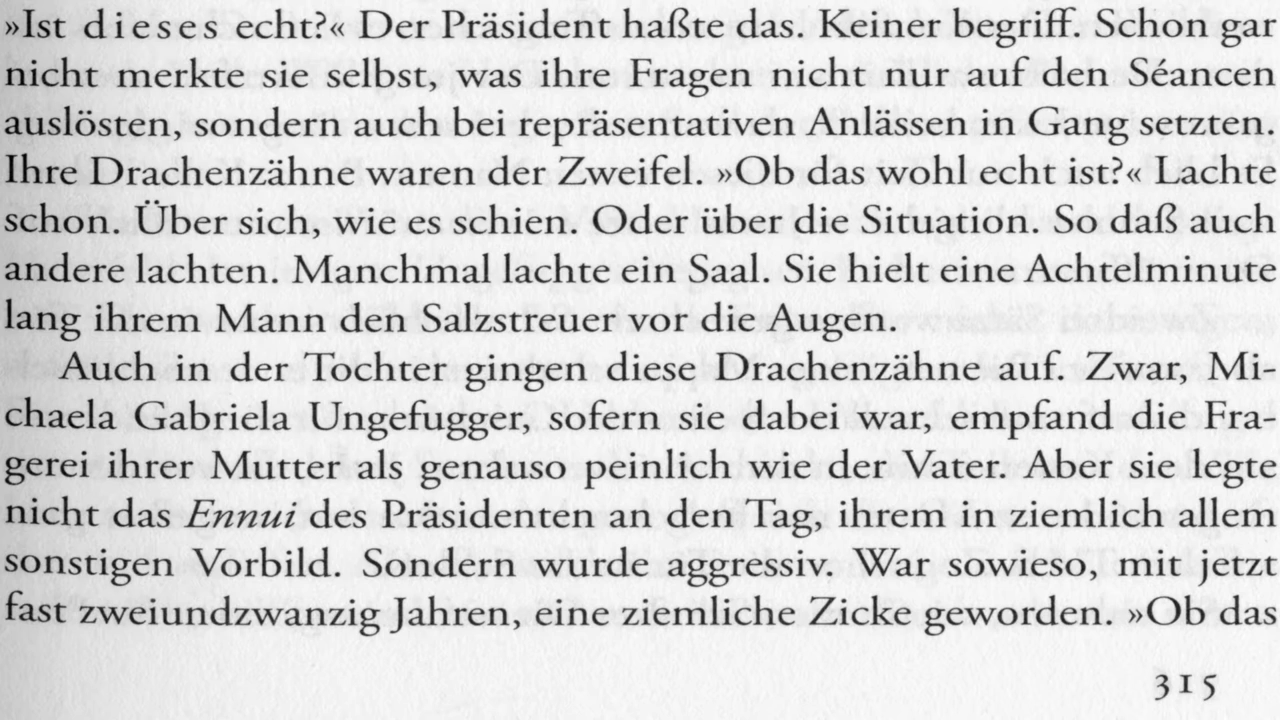 »Ist dieses echt?« Der Präsident haßte das. Keiner Begriff. Schon gar
nicht merkte sie selbst, was ihre Fragen nicht nur auf den Séancen
auslösten, sondern auch bei repräsentativen Anlässen in Gang setzten.
Ihre Drachenzähne waren der Zweifel. »Ob das wohl echt ist?« Lachte
schon. Über sich, wie es schien. Oder über die Situation. So daß auch
andere lachten. Manchmal lachte ein Saal. Sie hielt eine Achtelminute
lang ihrem Mann den Salzstreuer vor die Augen.
Auch in der Tochter gingen diese Drachenzähne auf. Zwar, Mi-
chaela Gabriela Ungefugger, sofern sie dabei war, empfand die Fra-
gerei ihrer Mutter als genauso peinlich wie der Vater. Aber sie legte
nicht das Ennui des Präsidenten an den Tag, ihrem in ziemlich allem
sonstigen Vorbild. Sondern wurde aggressiv. War sowieso, mit jetzt
fast zweiundzwanzig Jahren, eine ziemliche Zicke geworden. »Ob das
315